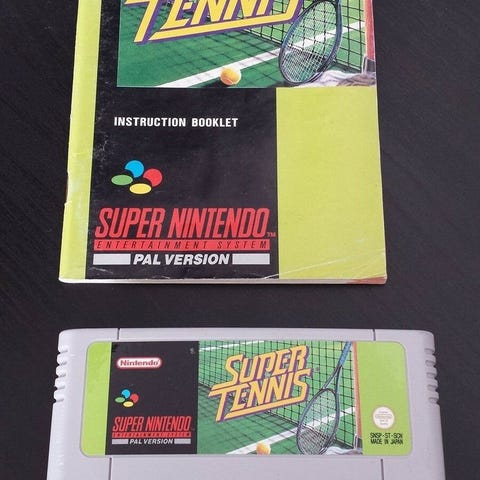 TENNIS
INSTRUCTION BOOKLET
SUPER NINTENDO
TM
ENTERTAINMENT SYSTEM
PAL VERSION
Nintendo
SUPER
TENNIS
SUPER NINTENDO
ENTERTAINMENT SYSTEM
PAL VERSION
SNSP-ST-SCN
MADE IN JAPAN